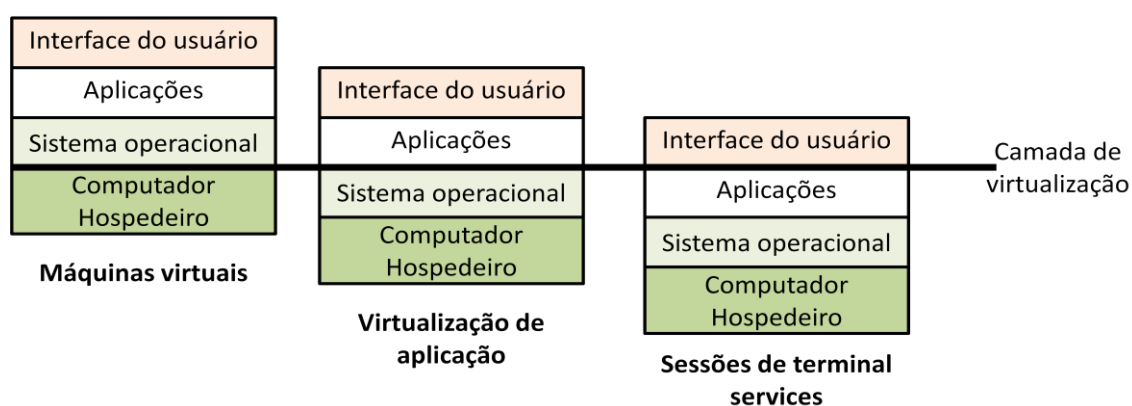 Interface do usuário
Aplicações
Sistema operacional
Computador
Hospedeiro
Máquinas virtuais
Interface do usuário
Aplicações
Sistema operacional
Computador
Hospedeiro
Virtualização de
aplicação
Interface do usuário
Aplicações
Sistema operacional
Computador
Hospedeiro
Sessões de terminal
services
Camada de
virtualização